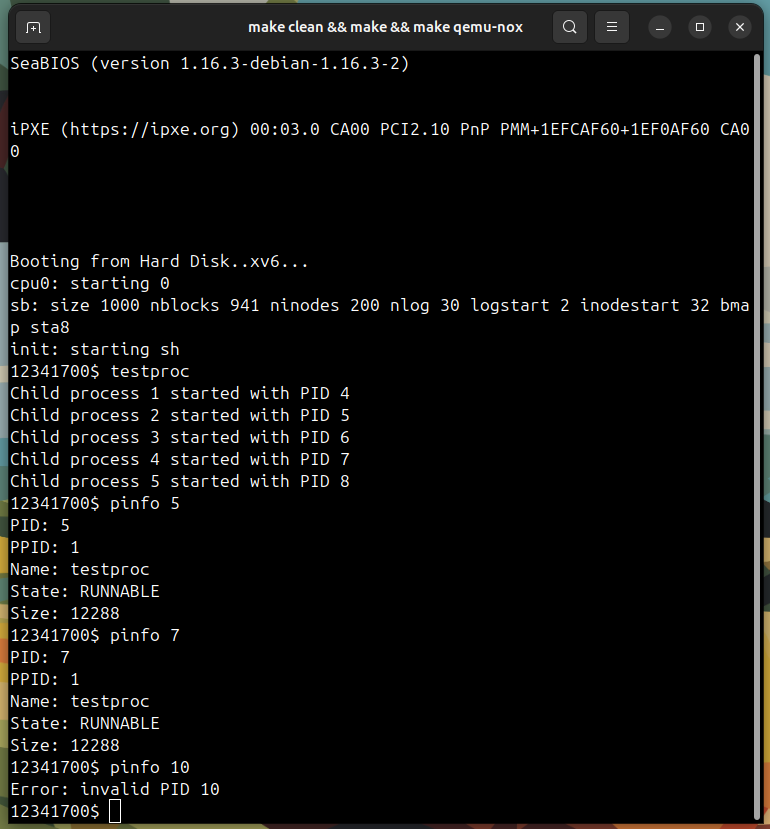 make clean && make && make qemu-nox
SeaBIOS (version 1.16.3-debian-1.16.3-2)
iPXE (https://ipxe.org) 00:03.0 CA00 PCI2.10 PnP PMM+1EFCAF60+1EF0AF60 CA0
0
Booting from Hard Disk..xv6...
cpu0: starting 0
sb: size 1000 nblocks 941 ninodes 200 nlog 30 logstart 2 inodestart 32 bma
p sta8
init: starting sh
12341700$ testproc
Child process 1 started with PID 4
Child process 2 started with PID 5
Child process 3 started with PID 6
Child process 4 started with PID 7
Child process 5 started with PID 8
12341700$ pinfo 5
PID: 5
PPID: 1
Name: testproc
State: RUNNABLE
Size: 12288
12341700$ pinfo 7
PID: 7
PPID: 1
Name: testproc
State: RUNNABLE
Size: 12288
12341700$ pinfo 10
Error: invalid PID 10
12341700$